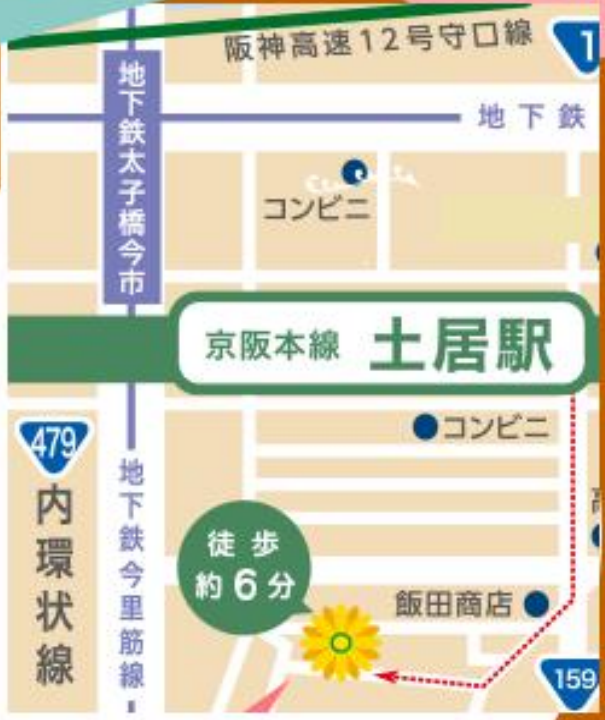 阪神高速12号守口線
1
地下鉄太子橋今市
地下鉄
コンビニ
京阪本線 土居駅
コンビニ
479
内環状線
地下鉄今里筋線
徒歩
約6分
飯田商店
159